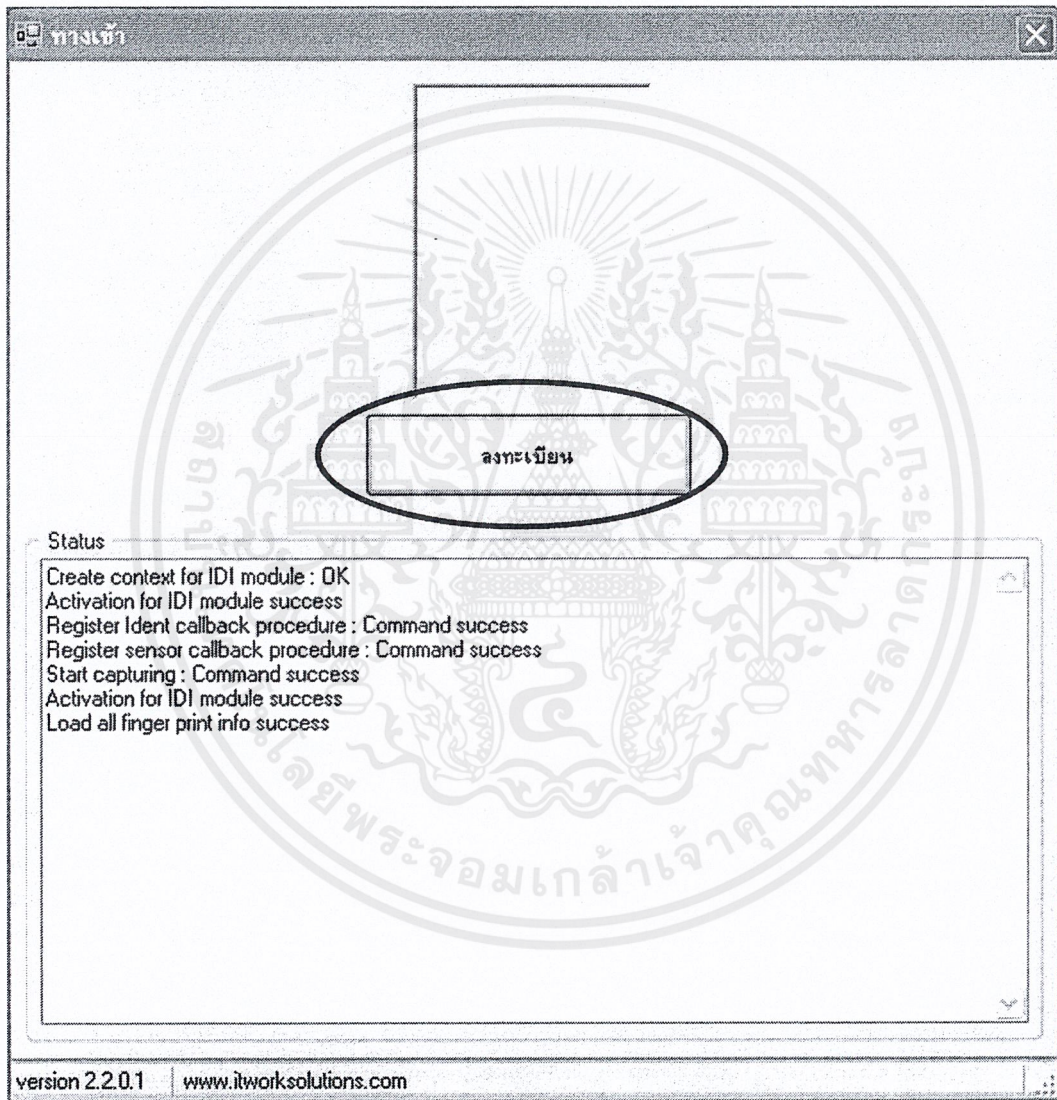 ทางเข้า
ลงทะเบียน
Status
Create context for IDI module : OK
Activation for IDI module success
Register Ident callback procedure : Command success
Register sensor callback procedure : Command success
Start capturing : Command success
Activation for IDI module success
Load all finger print info success
version 2.2.0.1 www.itworksolutions.com